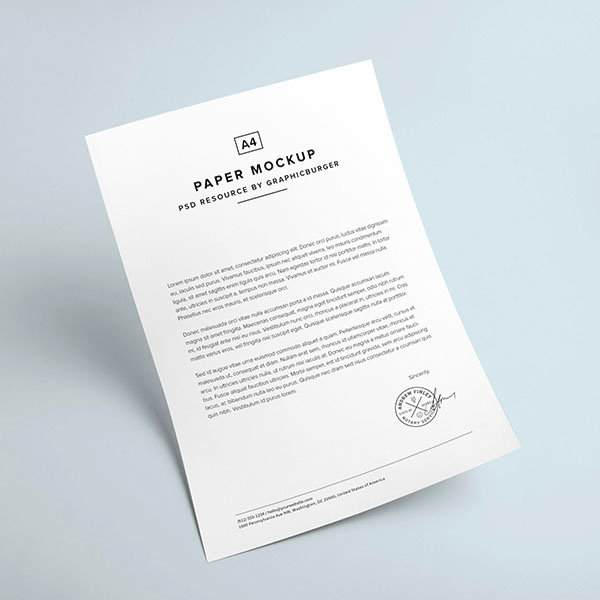 A4
PAPER MOCKUP
PSD RESOURCE BY GRAPHICBURGER
Lorem ipsum dolor sit amet, consectetur adipiscing elit. Donec orci purus, luctus vitae dignissim
eu, iaculis sed purus. Vivamus faucibus, ipsum nec aliquet viverra, leo mauris condimentum
ligula, sit amet sagittis enim ligula quis arcu. Nam egestas tortor id nisi porttitor mattis. In tortor
ante, ultricies in suscipit a, tempus non massa. Vivamus et auctor mi. Fusce vel massa nulla.
Phasellus nec eros mauris, et scelerisque orci.
Donec malesuada orci vitae nulla accumsan porta a id massa. Quisque accumsan iaculis
magna sit amet fringilla. Maecenas consequat, magna eget tincidunt semper, odio nibh rutrum
mi, id feugiat ante nisl eu risus. Vestibulum nunc orci, rhoncus a placerat in, ultricies in mi. Cras
mattis varius eros, vel fringilla nisi suscipit eget. Quisque scelerisque sagittis nulla at porttitor.
Sed id augue vitae urna euismod commodo aliquet a quam. Pellentesque arcu velit, cursus et
malesuada ut, consequat et diam. Nullam erat sem, rhoncus id ullamcorper vitae, rhoncus et
arcu. In ultricies ultricies nulla, ut rutrum nisi iaculis at. Donec eu magna a metus ornare fauci-
bus. Fusce aliquet faucibus ultricies. Morbi semper, est id tincidunt gravida, sem arcu adipiscing
lacus, ac bibendum nulla leo eu purus. Quisque nec diam sed risus consectetur a ccumsan quis
quis nibh. Vestibulum id purus lorem.
Sincerely,
ANDREW FINLEY
NOTARY SERVICE
(512) 555-1234 / hello@yourwebsite.com
1600 Pennsylvania Ave NW, Washington, DC 20500, United States of America